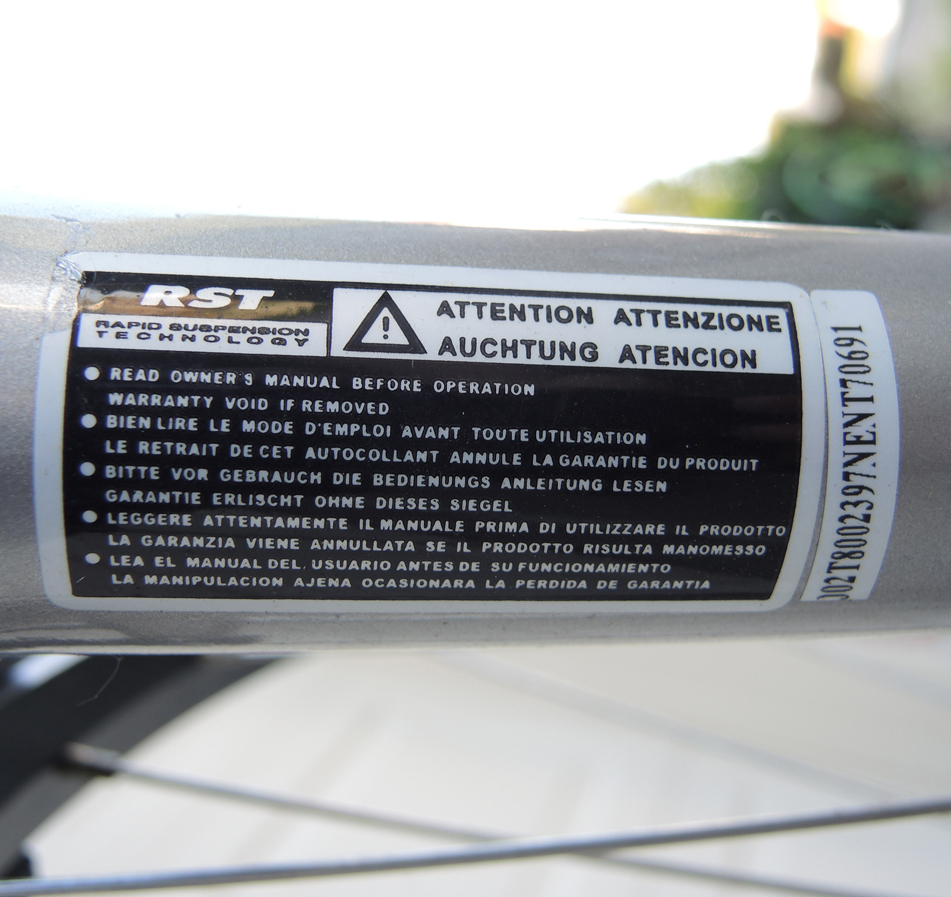 RST
RAPID SUSPENSION
TECHNOLOGY
ATTENTION ATTENZIONE
AUCHTUNG ATENCION
● READ OWNER'S MANUAL BEFORE OPERATION
WARRANTY VOID IF REMOVED
● BIEN LIRE LE MODE D'EMPLOI AVANT TOUTE UTILISATION
LE RETRAIT DE CET AUTOCOLLANT ANNULE LA GARANTIE DU PRODUIT
● BITTE VOR GEBRAUCH DIE BEDIENUNGS ANLEITUNG LESEN
GARANTIE ERLISCHT OHNE DIESES SIEGEL
● LEGGERE ATTENTAMENTE IL MANUALE PRIMA DI UTILIZZARE IL PRODOTTO
LA GARANZIA VIENE ANNULLATA SE IL PRODOTTO RISULTA MANOMESSO
● LEA EL MANUAL DEL. USUARIO ANTES DE SU FUNCIONAMIENTO
LA MANIPULACION AJENA OCASIONARA LA PERDIDA DE GARANTIA
002T8002397NENT70691